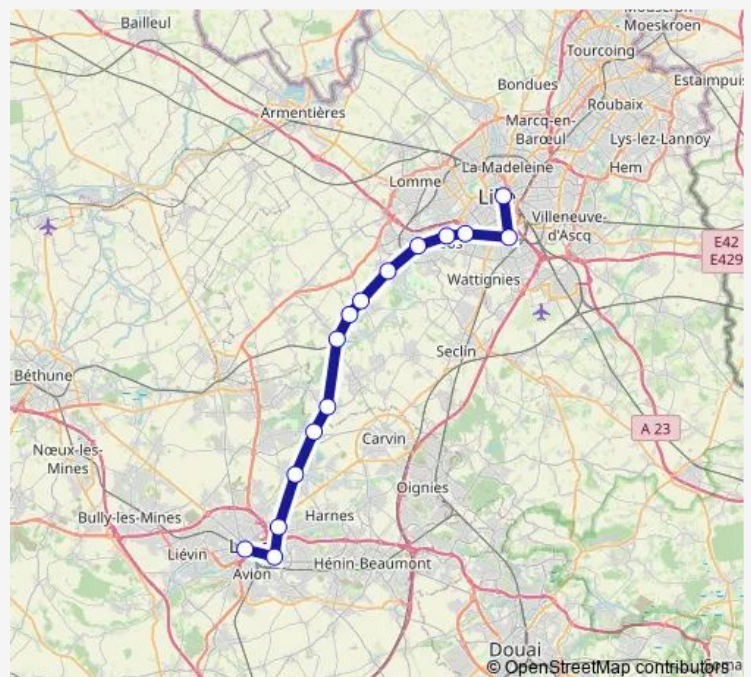 Bailleul
- Moeskroen
Tourcoing
Bondues
Estaimpuis
Armentières
Roubaix
Marcq-en-
Barœul
Lys-lez-Lannoy
La Madeleine
Hem
Lomme
Villeneuve-
d'Ascq
E42
E429
Wattignies
Seclin
Béthune
A 23
Carvin
Nœux-les-
Mines
Oignies
Bully-les-Mines
Harnes
Liévin
Hénin-Beaumont
Avion
Douai
© OpenStreetMap contributors